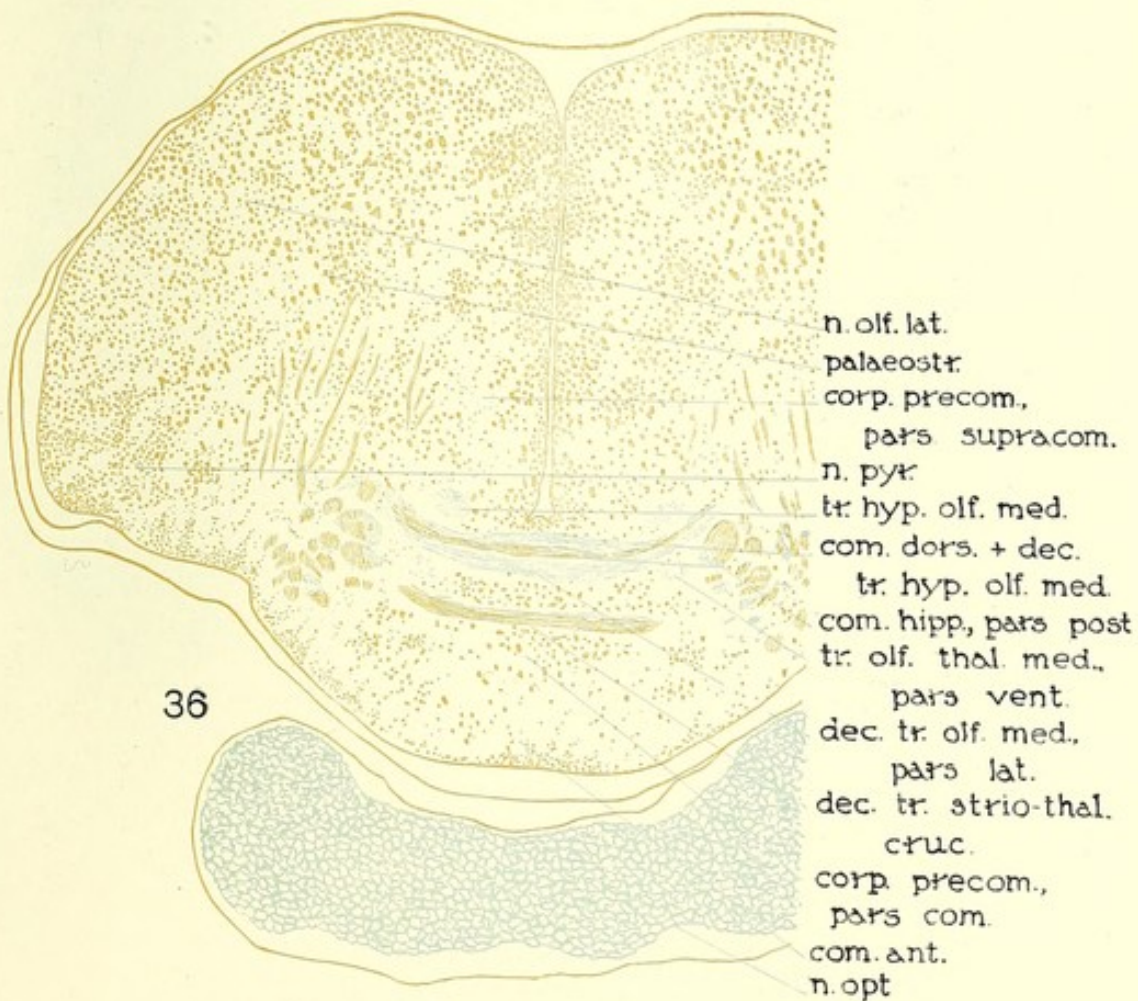 n. olf. lat.
palaeostr.
corp. precom.,
pars supracom.
n. pyr.
tr. hyp. olf. med.
com. dors. + dec.
tr. hyp. olf. med.
com. hipp., pars post
tr. olf. thal. med.,
pars vent.
dec. tr. olf. med.,
pars lat.
dec. tr. strio-thal.
cruc.
corp. precom.,
pars com.
com. ant.
n. opt
36